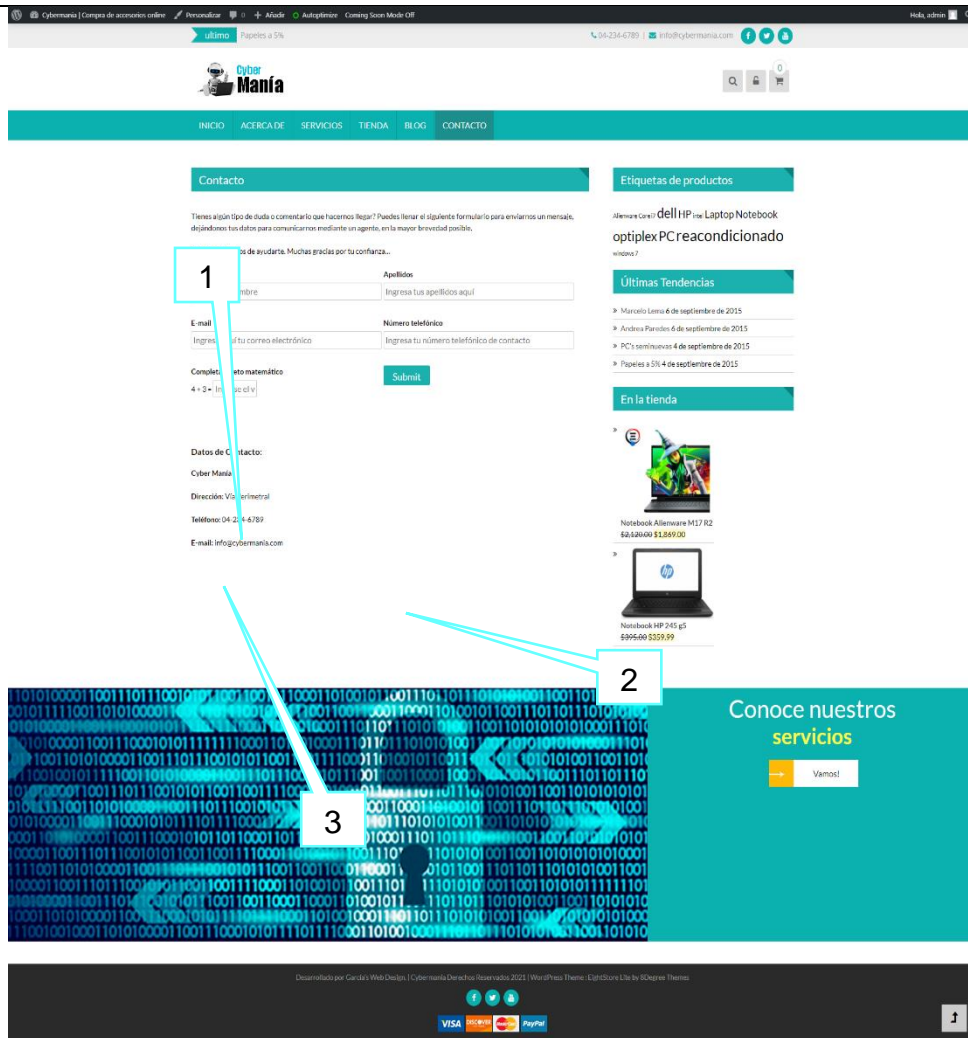 Cybermania | Compra de accesorios online Personalizar 0 + Añadir Autoptimize Coming Soon Mode Off Hola, admin
ultimo Papeles a 5% 04-234-6789 | info@cybermania.com
Cyber
Manía
0
INICIO ACERCA DE SERVICIOS TIENDA BLOG CONTACTO
Contacto
Tienes algún tipo de duda o comentario que hacernos llegar? Puedes llenar el siguiente formulario para enviarnos un mensaje,
dejándonos tus datos para comunicarnos mediante un agente, en la mayor brevedad posible.
os de ayudarte. Muchas gracias por tu confianza...
1
Apellidos
mbre
Ingresa tus apellidos aquí
E-mail
Número telefónico
Ingres uí tu correo electrónico
Ingresa tu número telefónico de contacto
Completa eto matemático
Submit
4 + 3 =
Datos de C ntacto:
Cyber Manía
Dirección: Vía erimetral
Teléfono: 04-2 4-6789
E-mail: info@cybermania.com
Etiquetas de productos
Alienware Core i7 dell HP intel Laptop Notebook
optiplex PC reacondicionado
windows 7
Últimas Tendencias
Marcelo Lema 6 de septiembre de 2015
Andrea Paredes 6 de septiembre de 2015
PC's seminuevas 4 de septiembre de 2015
Papeles a 5% 4 de septiembre de 2015
En la tienda
Notebook Alienware M17 R2
$2,120.00 $1,869.00
hp
Notebook HP 245 g5
$395.00 $359.99
2
3
Conoce nuestros
servicios
Vamos!
Desarrollado por García's Web Design. | Cybermanía Derechos Reservados 2021 | WordPress Theme : EightStore Lite by 8Degree Themes
VISA DISCOVER PayPal